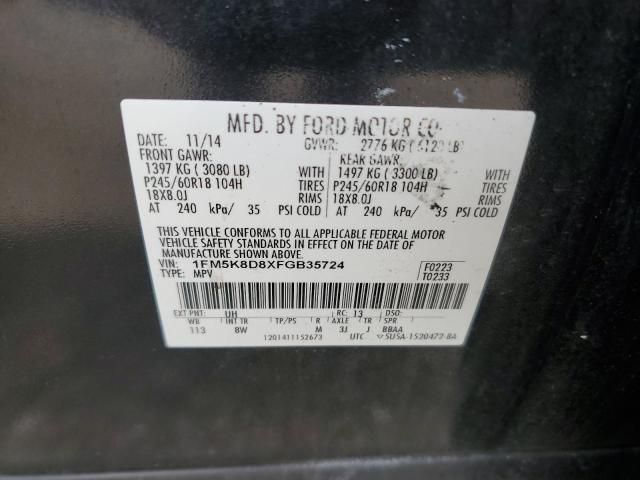 MFD. BY FORD MOTOR CO.
DATE: 11/14 GVWR: 2776 KG ( 6120 LB)
FRONT GAWR: REAR GAWR:
1397 KG ( 3080 LB) WITH 1497 KG ( 3300 LB) WITH
P245/60R18 104H TIRES P245/60R18 104H TIRES
18X8.0J RIMS 18X8.0J RIMS
AT 240 kPa/ 35 PSI COLD AT 240 kPa/ 35 PSI COLD
THIS VEHICLE CONFORMS TO ALL APPLICABLE FEDERAL MOTOR
VEHICLE SAFETY STANDARDS IN EFFECT ON THE DATE OF
MANUFACTURE SHOWN ABOVE.
VIN: 1FM5K8D8XFGB35724 F0223
TYPE: MPV T0233
EXT PNT: UH RC: 13 DSO:
WB INT TR TP/PS R AXLE TR SPR
113 8W M 3J J BBAA
1201411152673 UTC 5U5A-1520472-BA